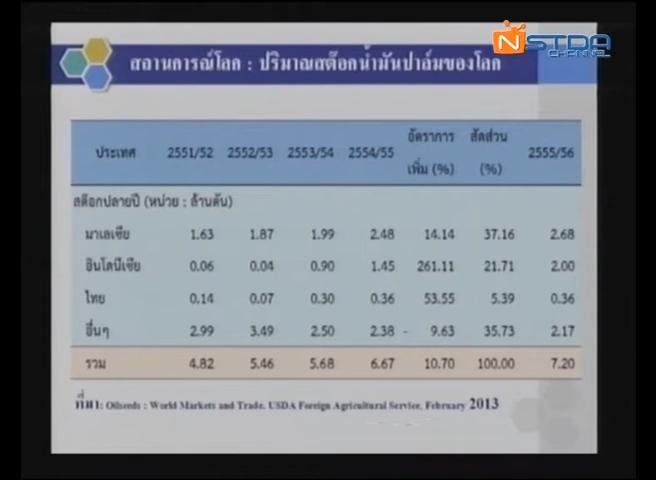 NSTDA
CHANNEL
สถานการณ์โลก : ปริมาณสต๊อกน้ำมันปาล์มของโลก
ประเทศ 2551/52 2552/53 2553/54 2554/55 อัตราการเพิ่ม (%) สัดส่วน (%) 2555/56
สต๊อกปลายปี (หน่วย : ล้านตัน)
มาเลเซีย 1.63 1.87 1.99 2.48 14.14 37.16 2.68
อินโดนีเซีย 0.06 0.04 0.90 1.45 261.11 21.71 2.00
ไทย 0.14 0.07 0.30 0.36 53.55 5.39 0.36
อื่นๆ 2.99 3.49 2.50 2.38 - 9.63 35.73 2.17
รวม 4.82 5.46 5.68 6.67 10.70 100.00 7.20
ที่มา: Oilseeds : World Markets and Trade. USDA Foreign Agricultural Service, February 2013